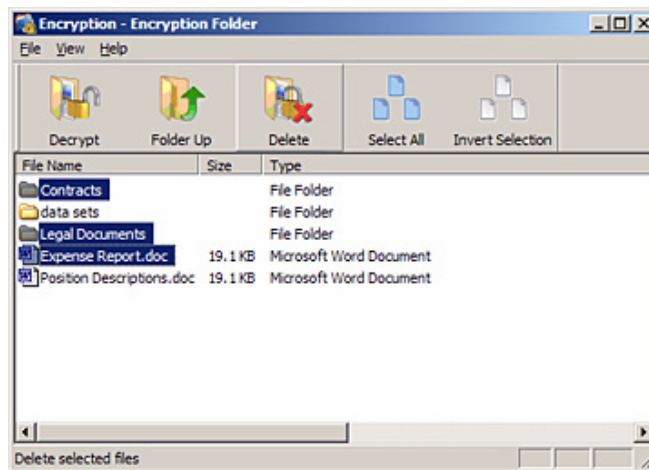 Encryption - Encryption Folder
File View Help
Decrypt Folder Up Delete Select All Invert Selection
File Name Size Type
Contracts File Folder
data sets File Folder
Legal Documents File Folder
Expense Report.doc 19.1 KB Microsoft Word Document
Position Descriptions.doc 19.1 KB Microsoft Word Document
Delete selected files